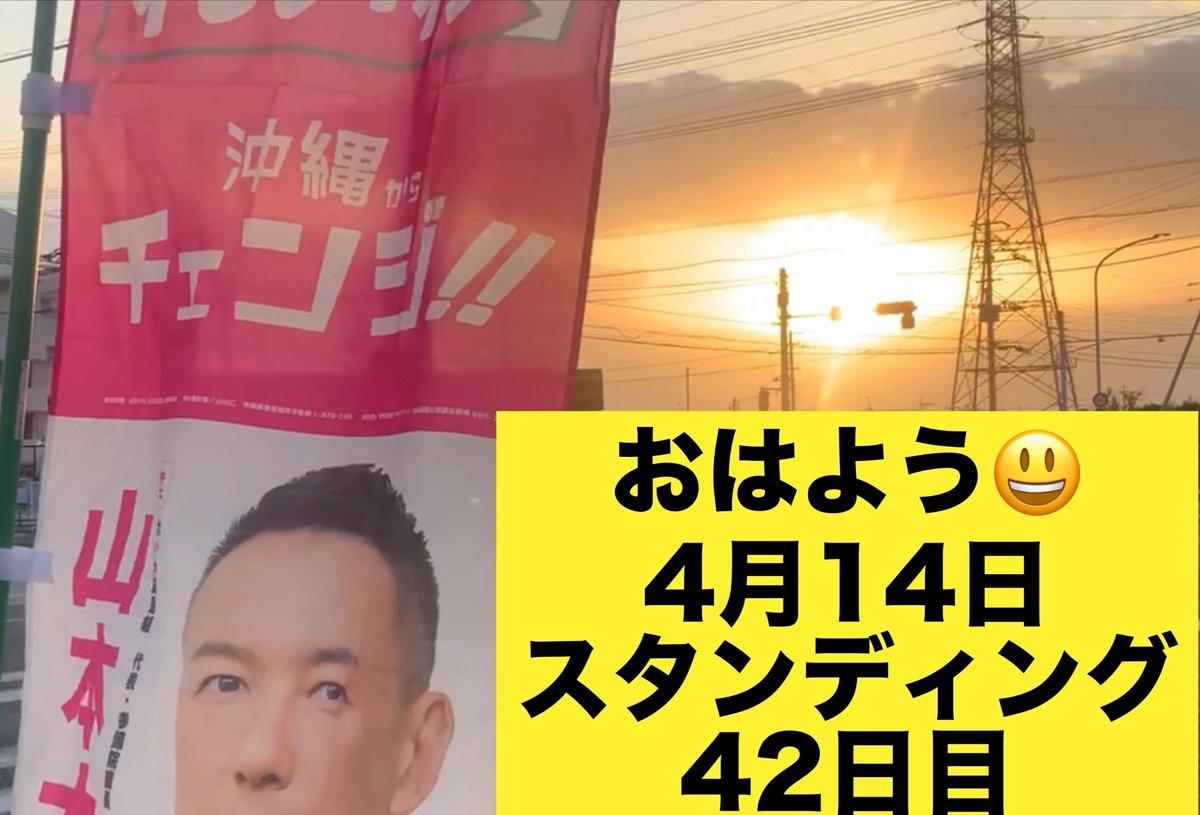 沖縄から
チェンジ!!
山本
代表・参議院議員
おはよう😃
4月14日
スタンディング
42日目